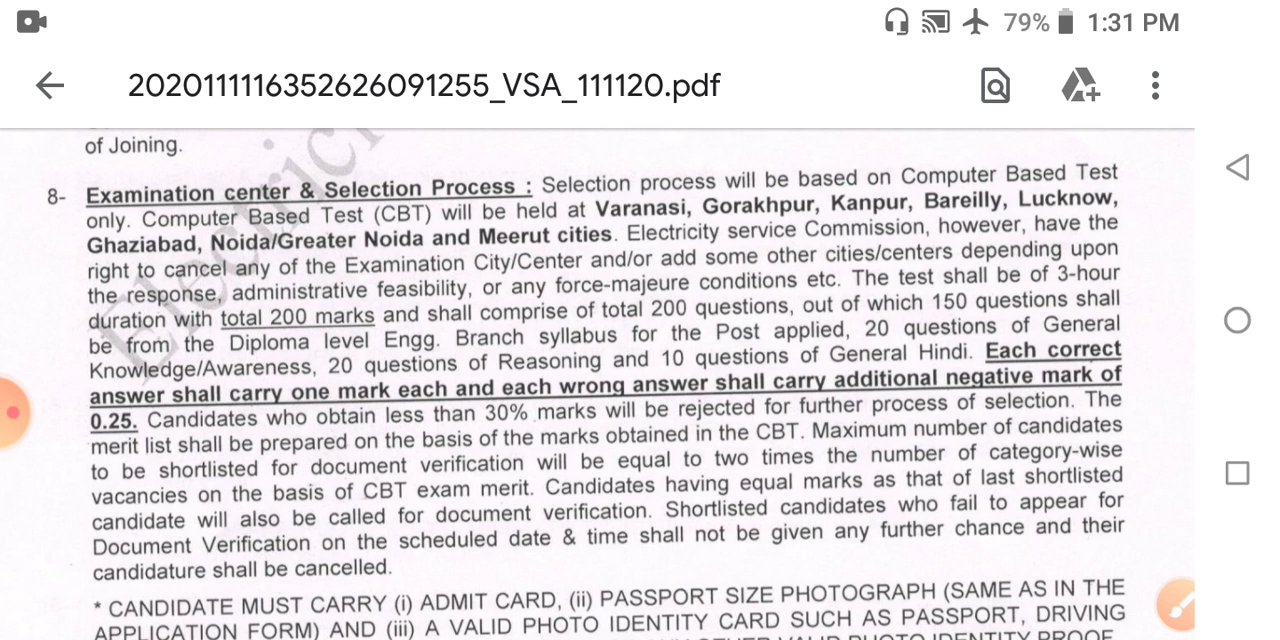 79% 1:31 PM
2020111116352626091255_VSA_111120.pdf
of Joining.
8- Examination center & Selection Process : Selection process will be based on Computer Based Test
only. Computer Based Test (CBT) will be held at Varanasi, Gorakhpur, Kanpur, Bareilly, Lucknow,
Ghaziabad, Noida/Greater Noida and Meerut cities. Electricity service Commission, however, have the
right to cancel any of the Examination City/Center and/or add some other cities/centers depending upon
the response, administrative feasibility, or any force-majeure conditions etc. The test shall be of 3-hour
duration with total 200 marks and shall comprise of total 200 questions, out of which 150 questions shall
be from the Diploma level Engg. Branch syllabus for the Post applied, 20 questions of General
Knowledge/Awareness, 20 questions of Reasoning and 10 questions of General Hindi. Each correct
answer shall carry one mark each and each wrong answer shall carry additional negative mark of
0.25. Candidates who obtain less than 30% marks will be rejected for further process of selection. The
merit list shall be prepared on the basis of the marks obtained in the CBT. Maximum number of candidates
to be shortlisted for document verification will be equal to two times the number of category-wise
vacancies on the basis of CBT exam merit. Candidates having equal marks as that of last shortlisted
candidate will also be called for document verification. Shortlisted candidates who fail to appear for
Document Verification on the scheduled date & time shall not be given any further chance and their
candidature shall be cancelled.
* CANDIDATE MUST CARRY (i) ADMIT CARD, (ii) PASSPORT SIZE PHOTOGRAPH (SAME AS IN THE
APPLICATION FORM) AND (iii) A VALID PHOTO IDENTITY CARD SUCH AS PASSPORT, DRIVING